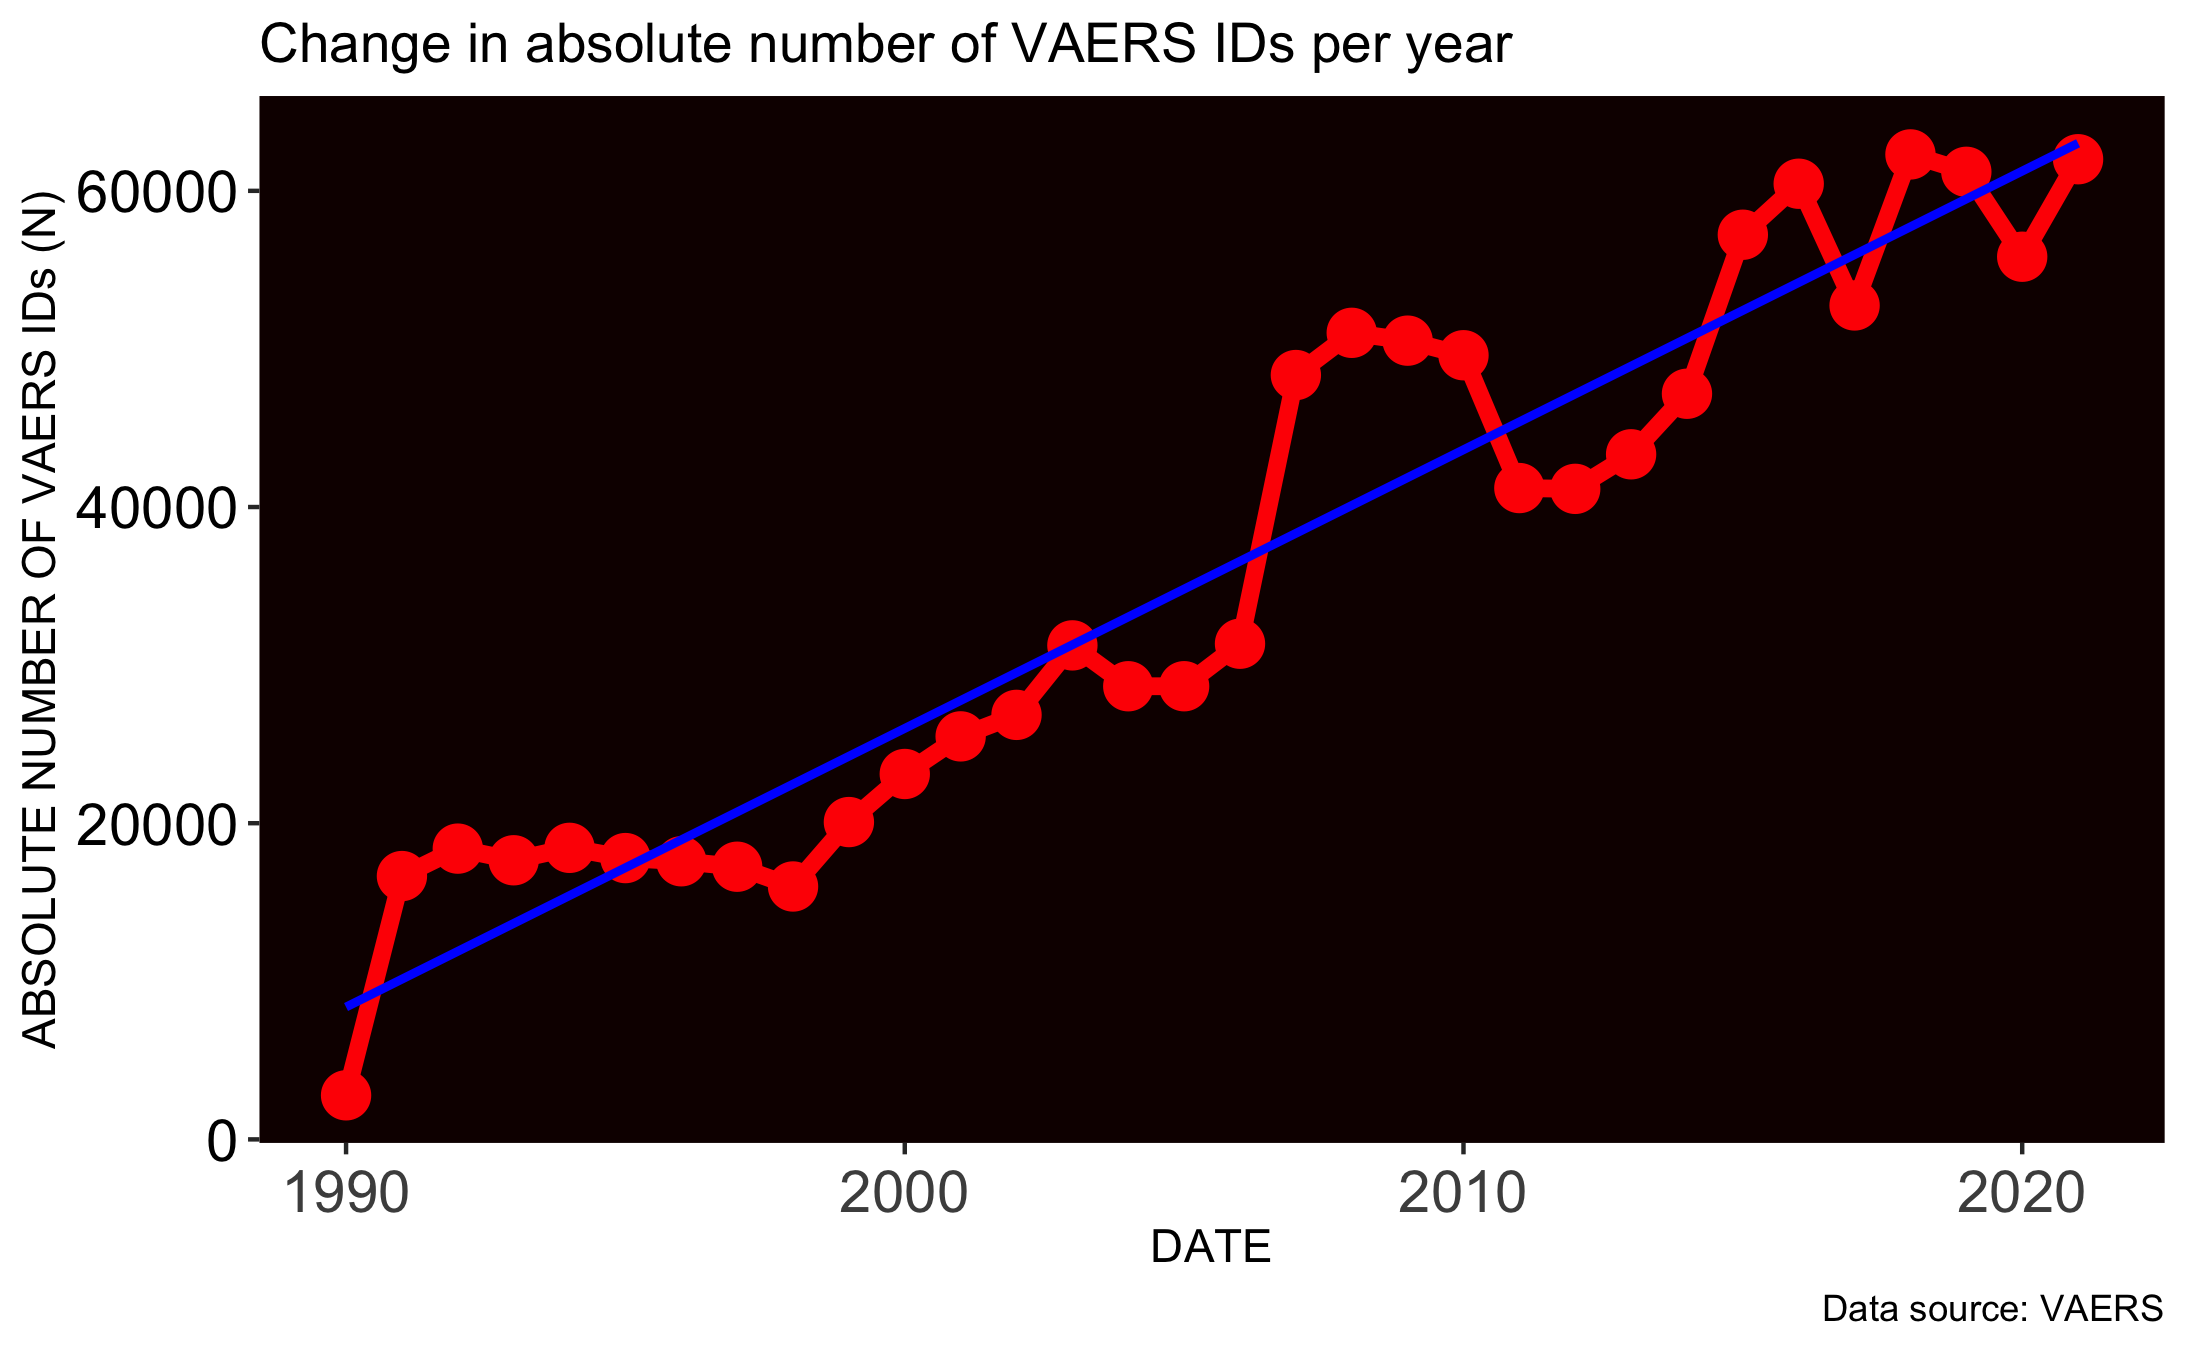 Change in absolute number of VAERS IDs per year
ABSOLUTE NUMBER OF VAERS IDs (N)
60000
40000
20000
0
1990 2000 2010 2020
DATE
Data source: VAERS